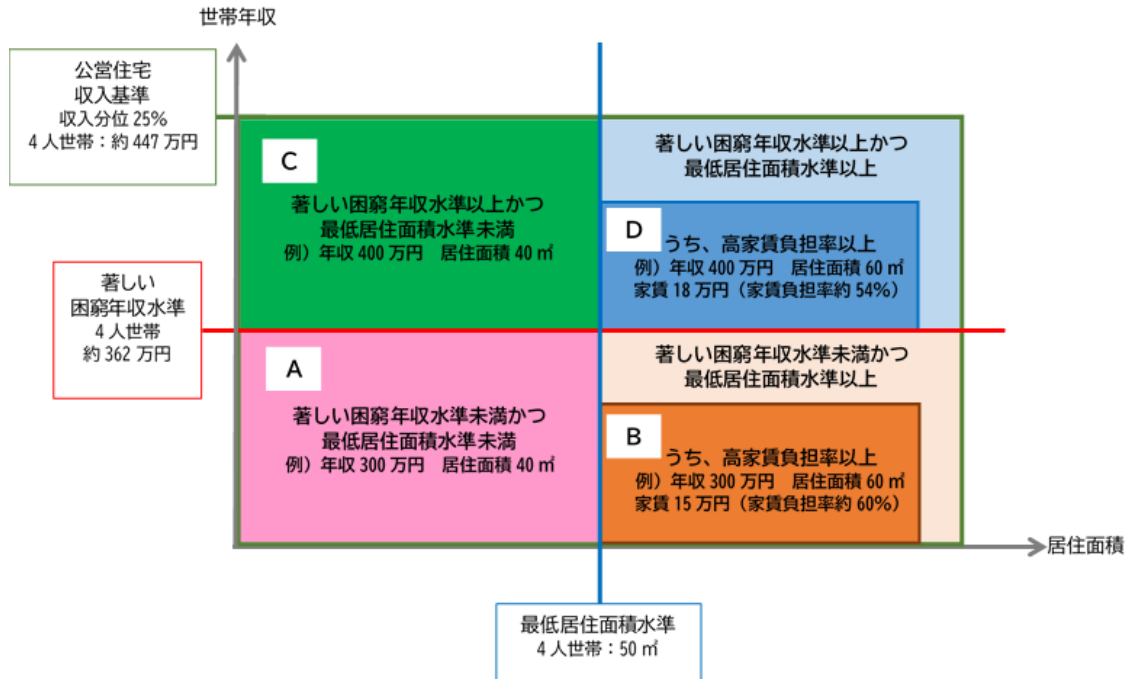 世帯年収
公営住宅
収入基準
収入分位 25%
4 人世帯：約 447 万円
C
著しい困窮年収水準以上かつ
最低居住面積水準未満
例）年収 400 万円　居住面積 40 ㎡
著しい困窮年収水準以上かつ
最低居住面積水準以上
D
うち、高家賃負担率以上
例）年収 400 万円　居住面積 60 ㎡
家賃 18 万円（家賃負担率約 54%）
著しい
困窮年収水準
4 人世帯
約 362 万円
A
著しい困窮年収水準未満かつ
最低居住面積水準未満
例）年収 300 万円　居住面積 40 ㎡
著しい困窮年収水準未満かつ
最低居住面積水準以上
B
うち、高家賃負担率以上
例）年収 300 万円　居住面積 60 ㎡
家賃 15 万円（家賃負担率約 60%）
居住面積
最低居住面積水準
4 人世帯：50 ㎡